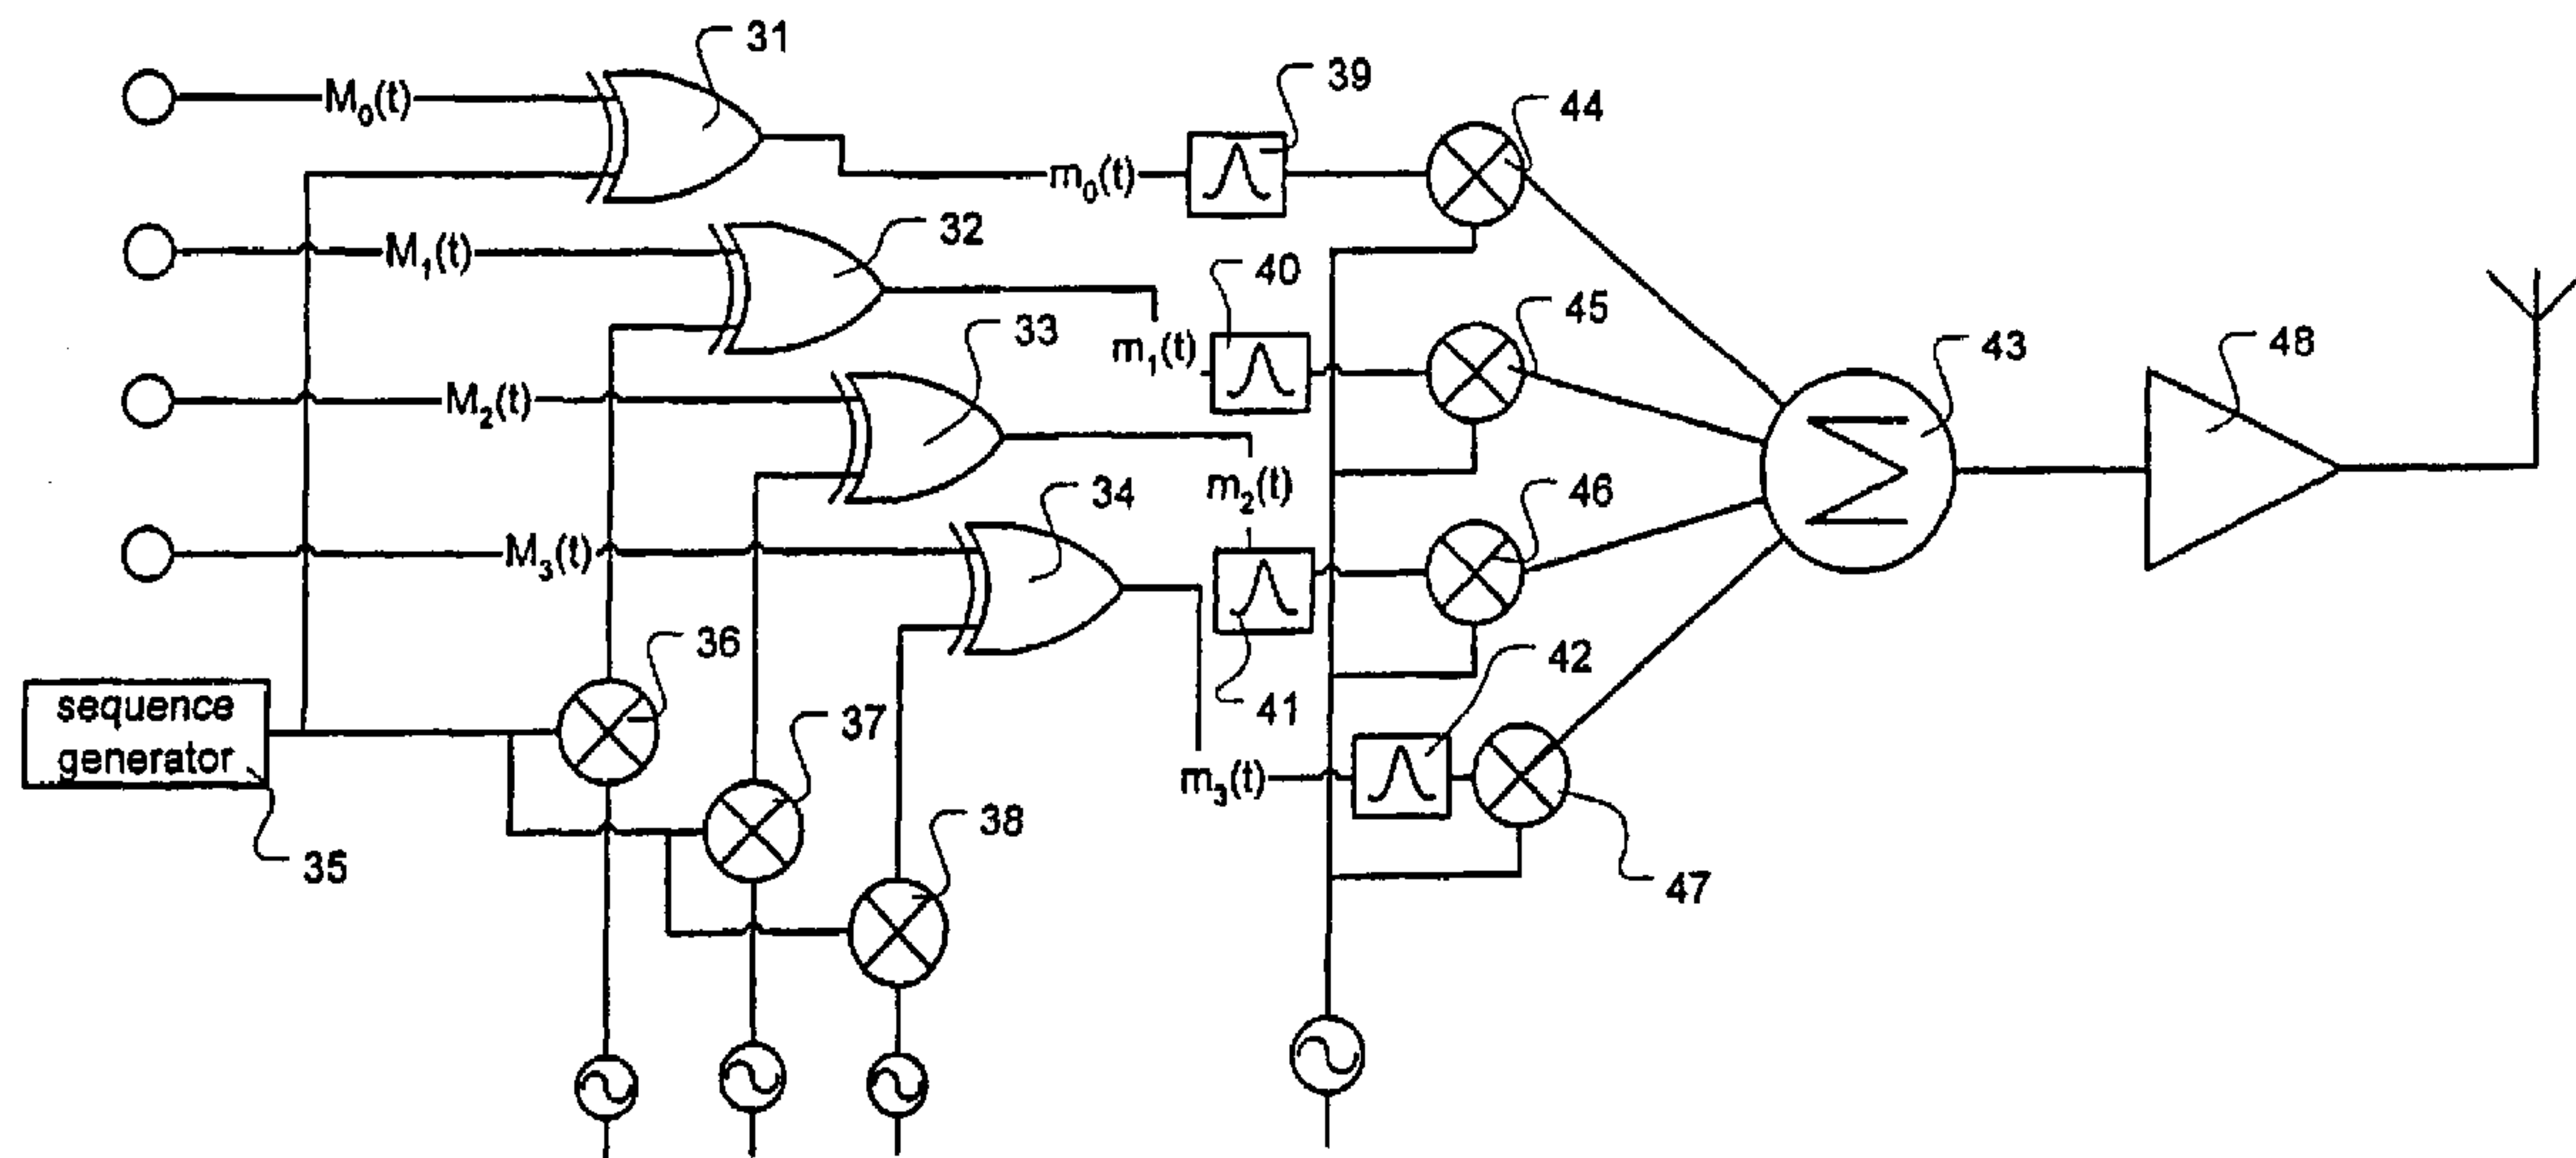 31
M₀(t)
39
44
m₀(t)
32
M₁(t)
40
45
33
m₁(t)
43
48
M₂(t)
34
m₂(t)
46
M₃(t)
36
42
41
sequence
generator
37
m₃(t)
38
35
47